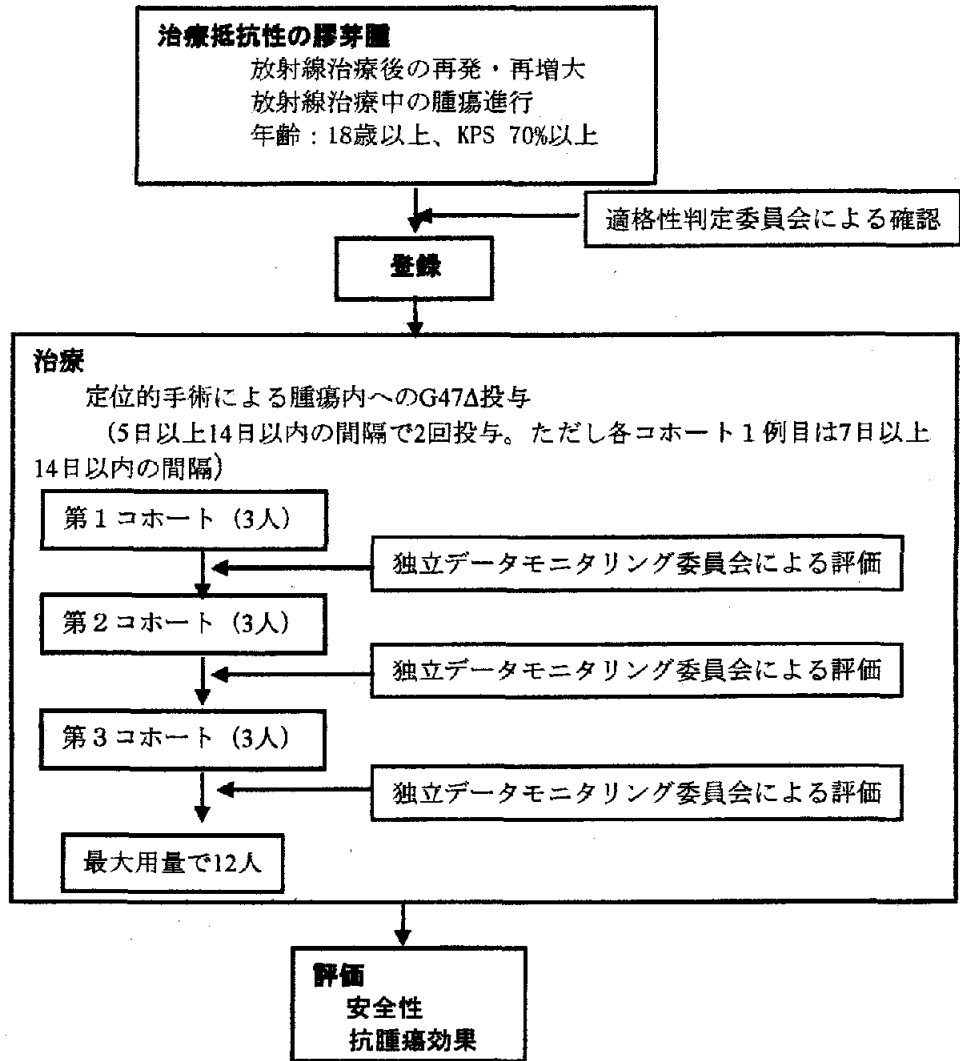 治療抵抗性の膠芽腫
放射線治療後の再発・再増大
放射線治療中の腫瘍進行
年齢：18歳以上、KPS 70%以上
適格性判定委員会による確認
登録
治療
定位的手術による腫瘍内へのG47Δ投与
（5日以上14日以内の間隔で2回投与。ただし各コホート１例目は7日以上
14日以内の間隔）
第１コホート（3人）
独立データモニタリング委員会による評価
第２コホート（3人）
独立データモニタリング委員会による評価
第３コホート（3人）
独立データモニタリング委員会による評価
最大用量で12人
評価
安全性
抗腫瘍効果